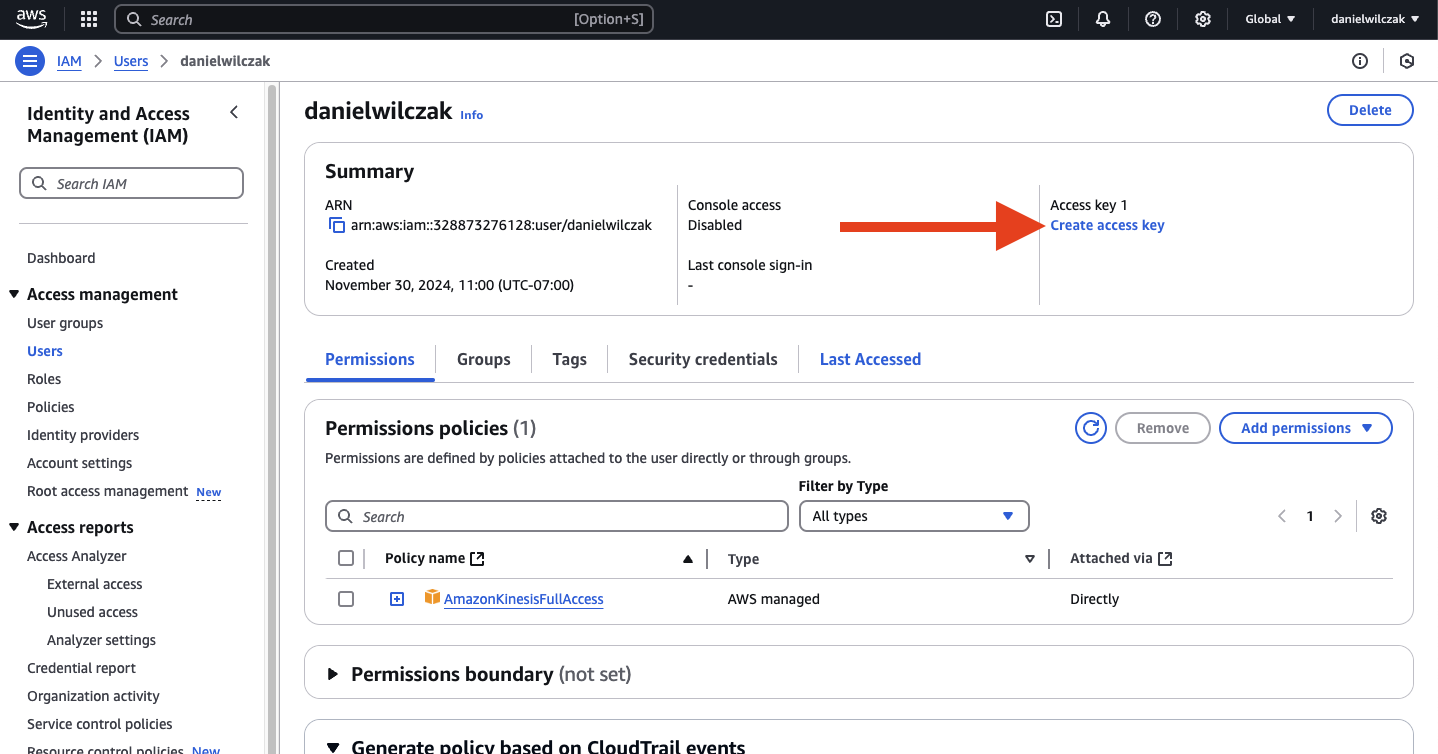 aws
Search [Option+S]
Global
danielwilczak
IAM
Users
danielwilczak
Identity and Access
Management (IAM)
Search IAM
Dashboard
Access management
User groups
Users
Roles
Policies
Identity providers
Account settings
Root access management New
Access reports
Access Analyzer
External access
Unused access
Analyzer settings
Credential report
Organization activity
Service control policies
Resource control policies New
danielwilczak Info
Delete
Summary
ARN
arn:aws:iam::328873276128:user/danielwilczak
Created
November 30, 2024, 11:00 (UTC-07:00)
Console access
Disabled
Last console sign-in
-
Access key 1
Create access key
Permissions
Groups
Tags
Security credentials
Last Accessed
Permissions policies (1)
Remove
Add permissions
Permissions are defined by policies attached to the user directly or through groups.
Filter by Type
Search
All types
1
Policy name
Type
Attached via
AmazonKinesisFullAccess
AWS managed
Directly
Permissions boundary (not set)
Generate policy based on CloudTrail events